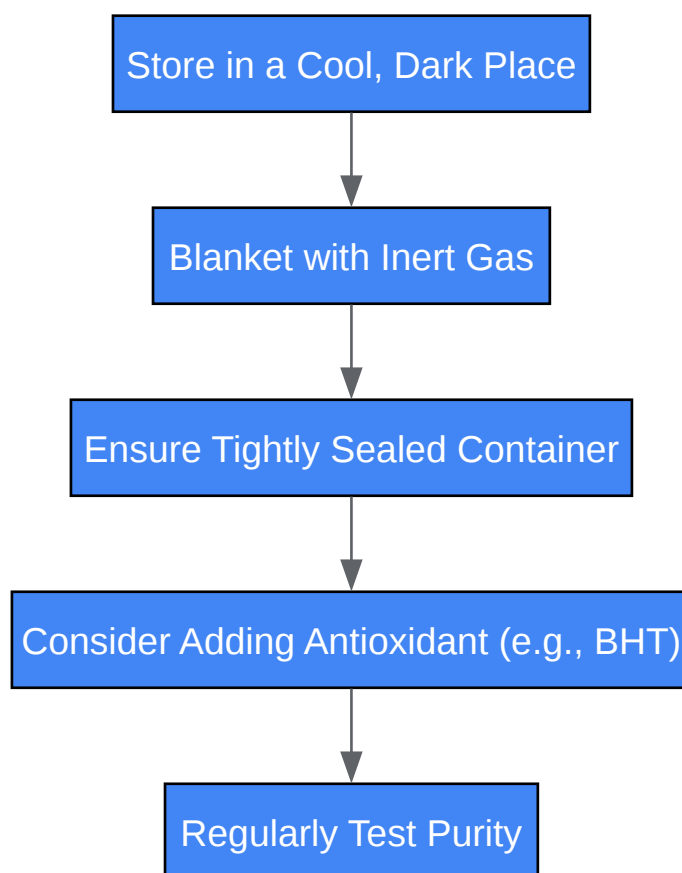 Store in a Cool, Dark Place
Blanket with Inert Gas
Ensure Tightly Sealed Container
Consider Adding Antioxidant (e.g., BHT)
Regularly Test Purity